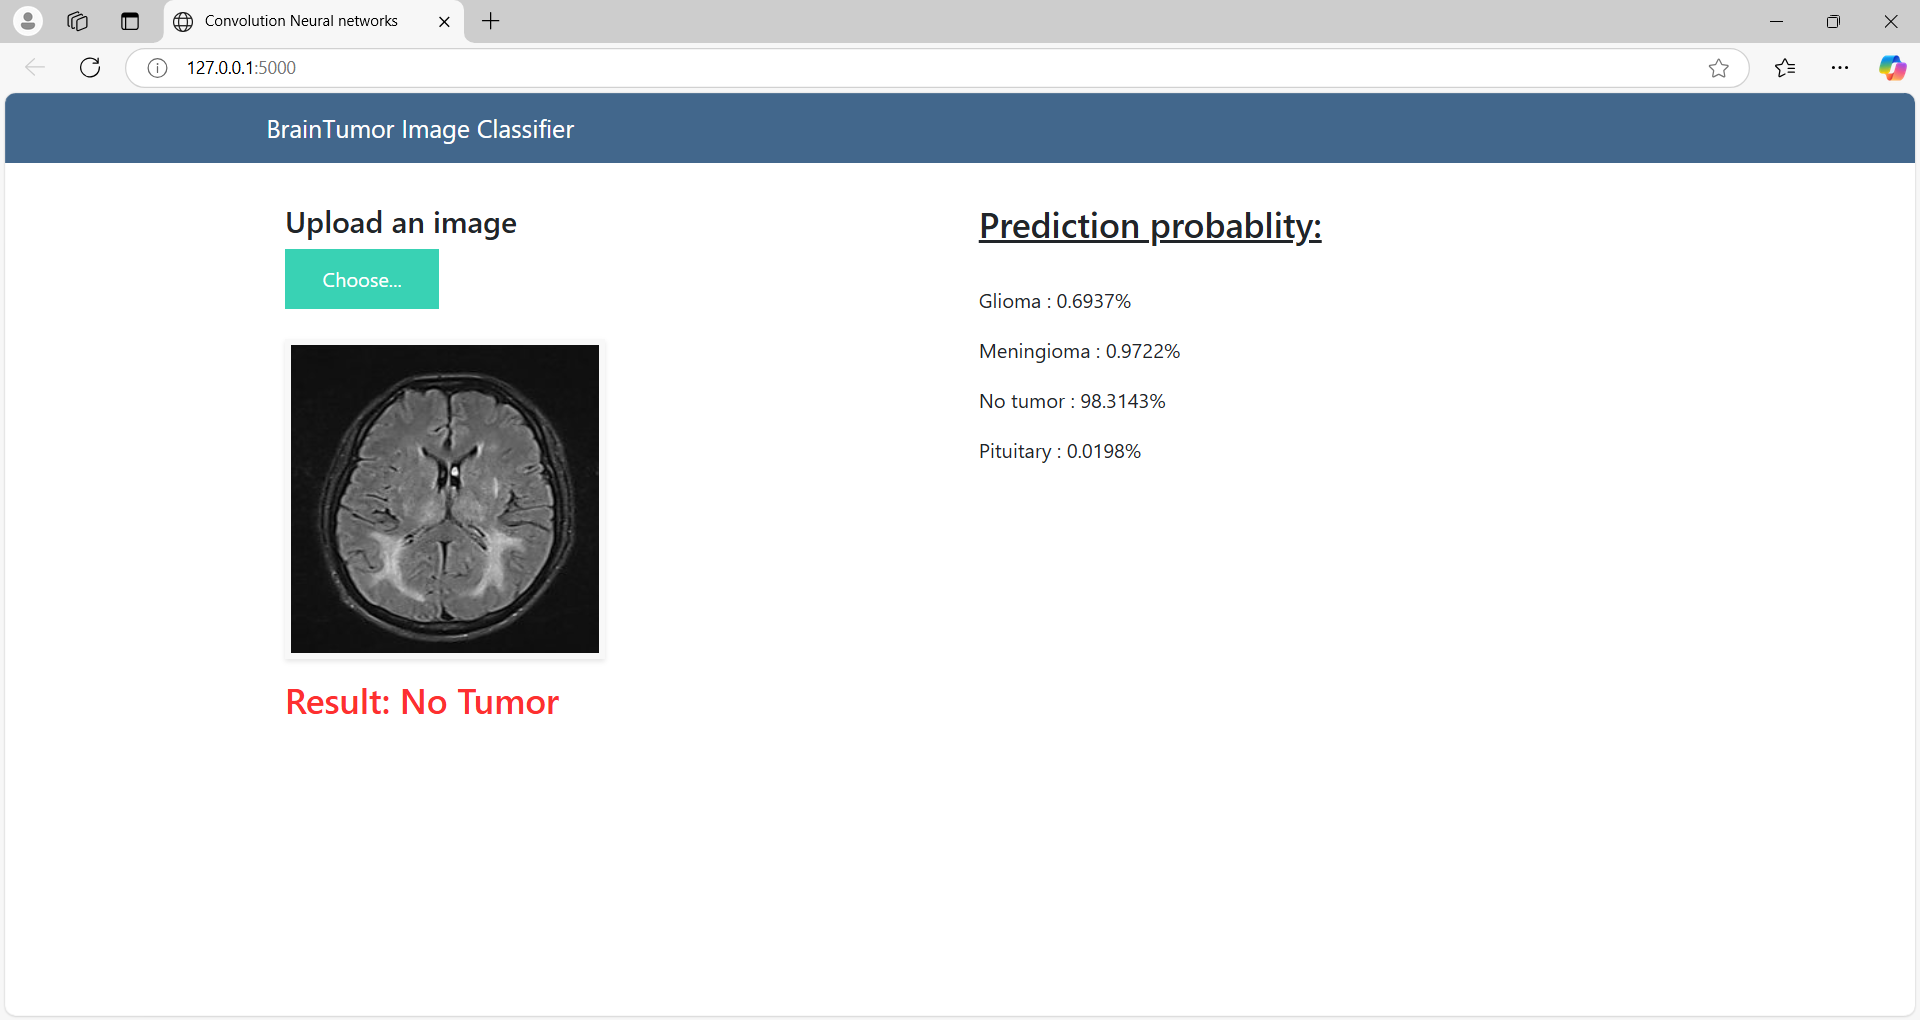 Convolution Neural networks
127.0.0.1:5000
BrainTumor Image Classifier
Upload an image
Choose...
Result: No Tumor
Prediction probablity:
Glioma : 0.6937%
Meningioma : 0.9722%
No tumor : 98.3143%
Pituitary : 0.0198%